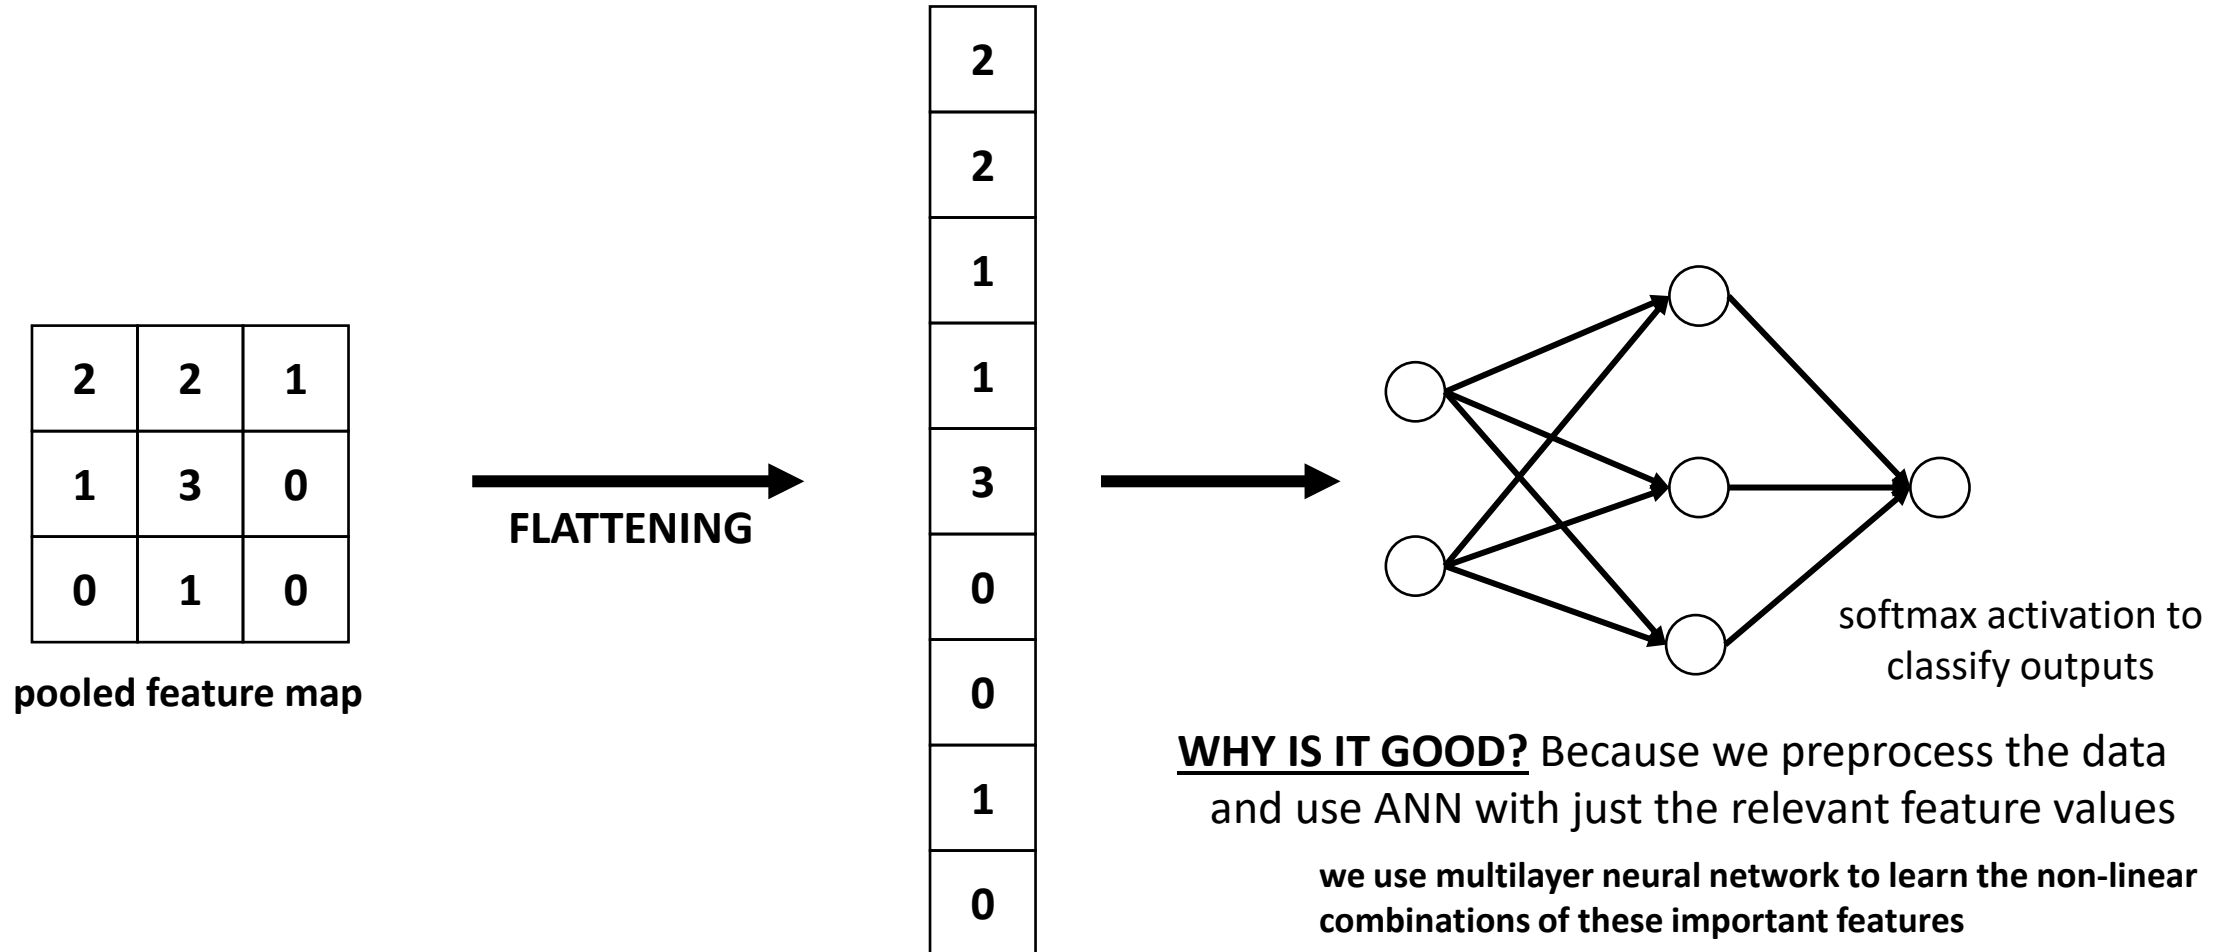 2 2 1
1 3 0
0 1 0
pooled feature map
FLATTENING
2
2
1
1
3
0
0
1
0
softmax activation to
classify outputs
WHY IS IT GOOD? Because we preprocess the data
and use ANN with just the relevant feature values
we use multilayer neural network to learn the non-linear
combinations of these important features